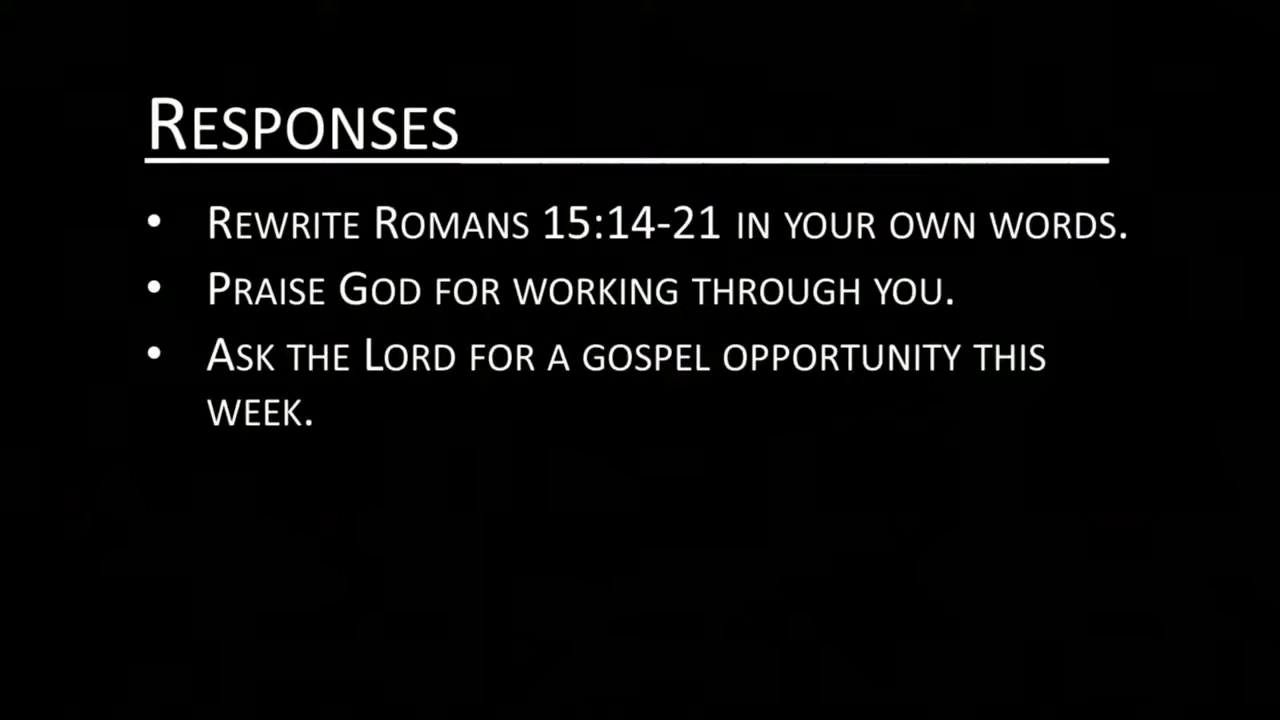 Responses
• Rewrite Romans 15:14-21 in your own words.
• Praise God for working through you.
• Ask the Lord for a gospel opportunity this
week.